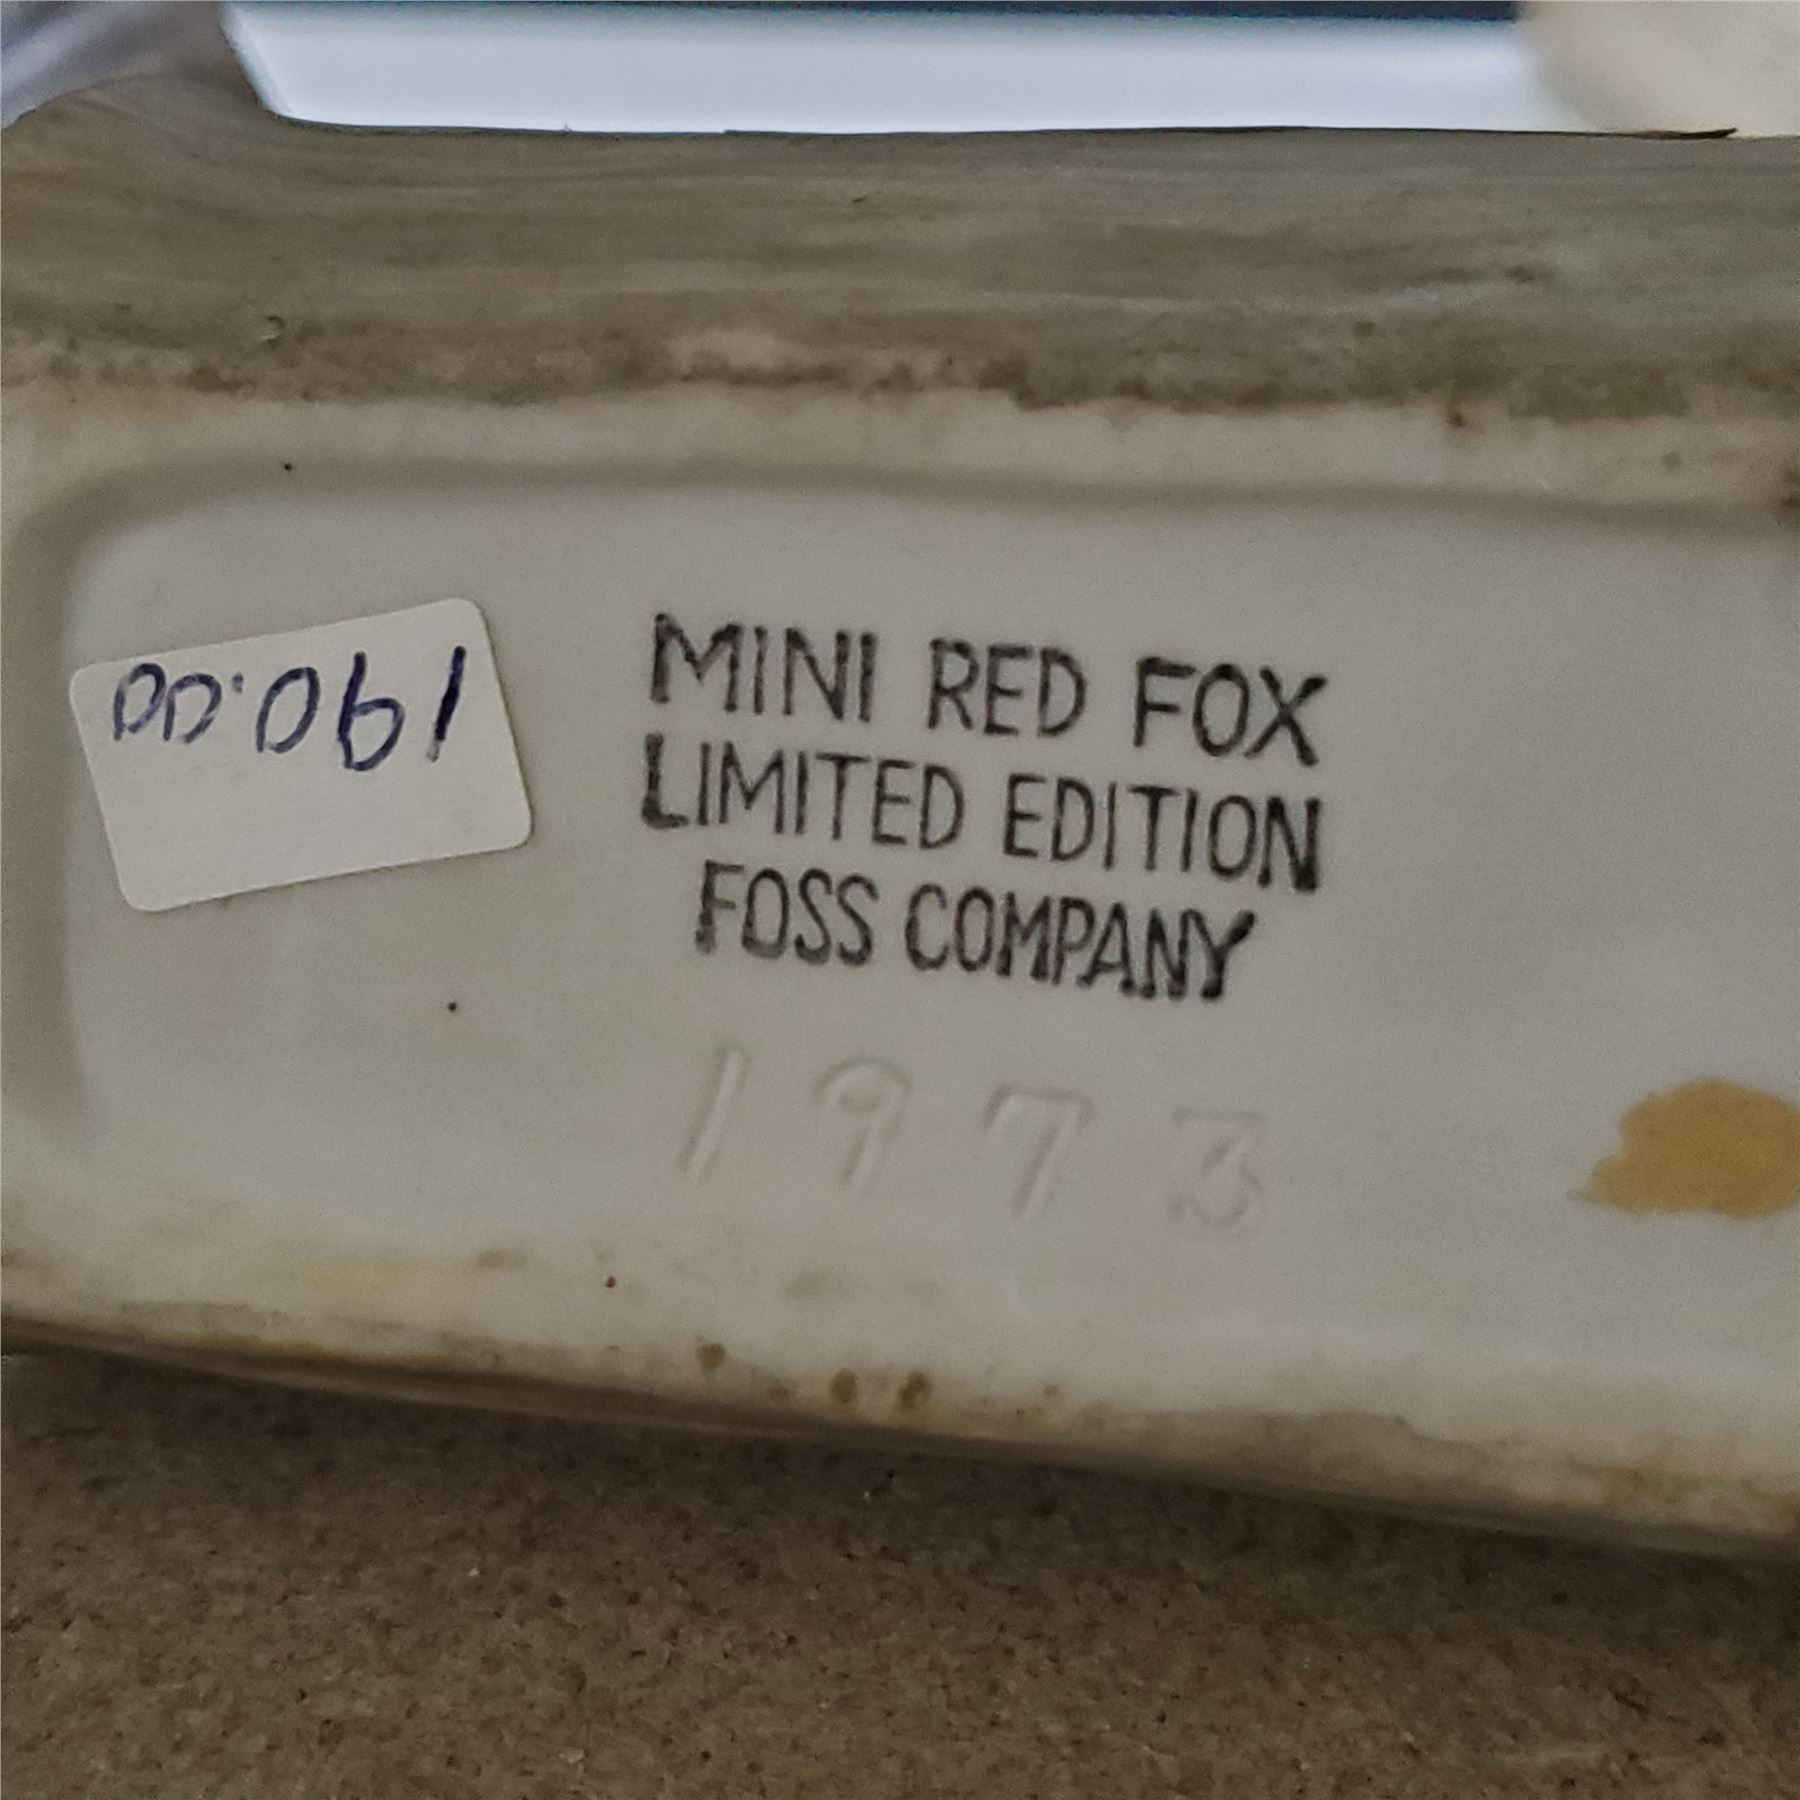 190.00
MINI RED FOX
LIMITED EDITION
FOSS COMPANY
1973